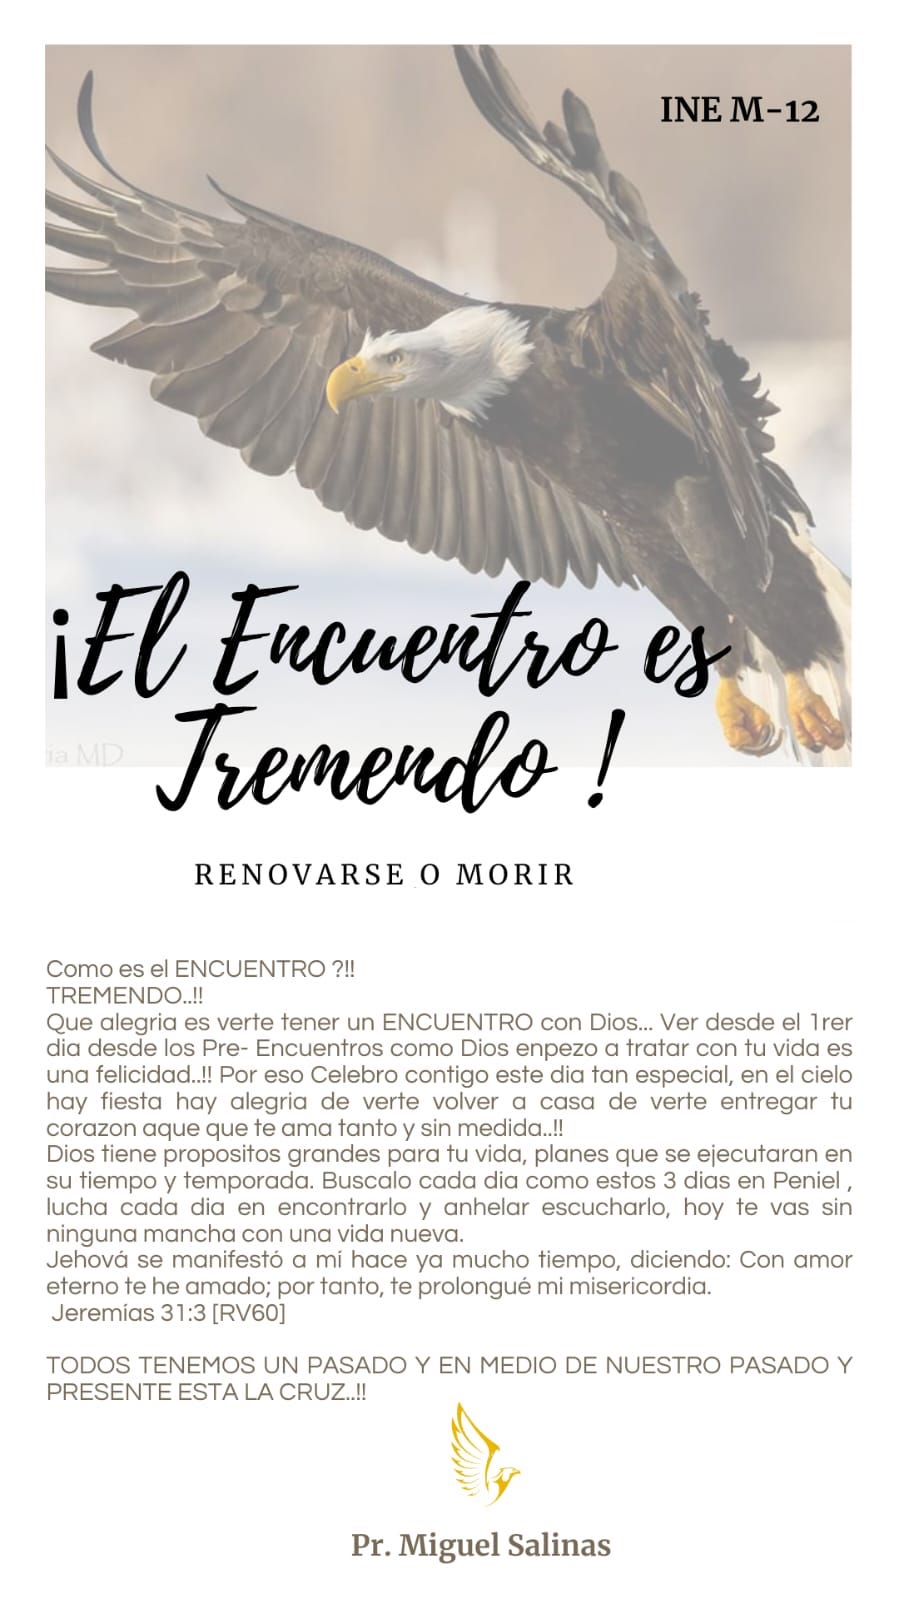 INE M-12
¡El Encuentro es
Tremendo !
ria MD
RENOVARSE O MORIR
Como es el ENCUENTRO ?!!
TREMENDO..!!
Que alegria es verte tener un ENCUENTRO con Dios... Ver desde el 1rer
dia desde los Pre- Encuentros como Dios enpezo a tratar con tu vida es
una felicidad..!! Por eso Celebro contigo este dia tan especial, en el cielo
hay fiesta hay alegria de verte volver a casa de verte entregar tu
corazon aque que te ama tanto y sin medida..!!
Dios tiene propositos grandes para tu vida, planes que se ejecutaran en
su tiempo y temporada. Buscalo cada dia como estos 3 dias en Peniel ,
lucha cada dia en encontrarlo y anhelar escucharlo, hoy te vas sin
ninguna mancha con una vida nueva.
Jehová se manifestó a mí hace ya mucho tiempo, diciendo: Con amor
eterno te he amado; por tanto, te prolongué mi misericordia.
Jeremías 31:3 [RV60]
TODOS TENEMOS UN PASADO Y EN MEDIO DE NUESTRO PASADO Y
PRESENTE ESTA LA CRUZ..!!
Pr. Miguel Salinas